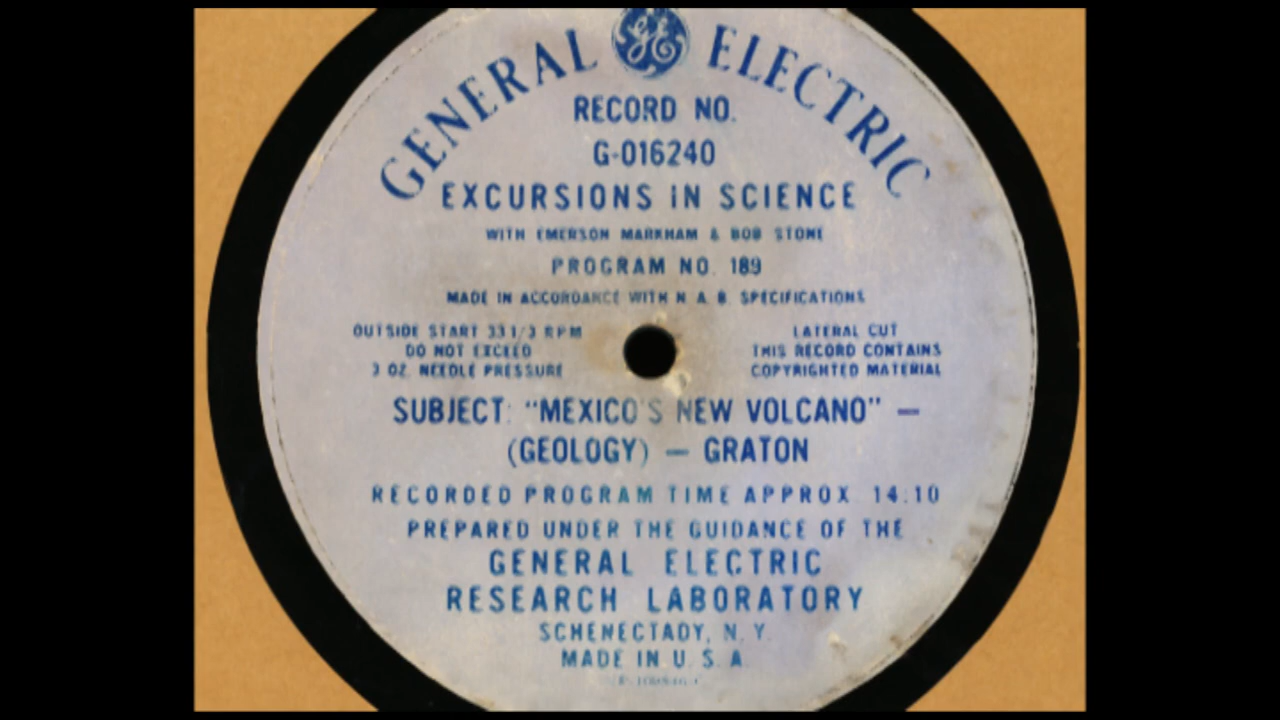 GENERAL GE ELECTRIC
RECORD NO.
G-016240
EXCURSIONS IN SCIENCE
WITH EMERSON MARKHAM & BOB STONE
PROGRAM NO. 189
MADE IN ACCORDANCE WITH N. A. B. SPECIFICATIONS
OUTSIDE START 33 1/3 RPM
DO NOT EXCEED
3 OZ. NEEDLE PRESSURE
LATERAL CUT
THIS RECORD CONTAINS
COPYRIGHTED MATERIAL
SUBJECT: "MEXICO'S NEW VOLCANO" —
(GEOLOGY) — GRATON
RECORDED PROGRAM TIME APPROX. 14:10
PREPARED UNDER THE GUIDANCE OF THE
GENERAL ELECTRIC
RESEARCH LABORATORY
SCHENECTADY, N. Y.
MADE IN U. S. A.